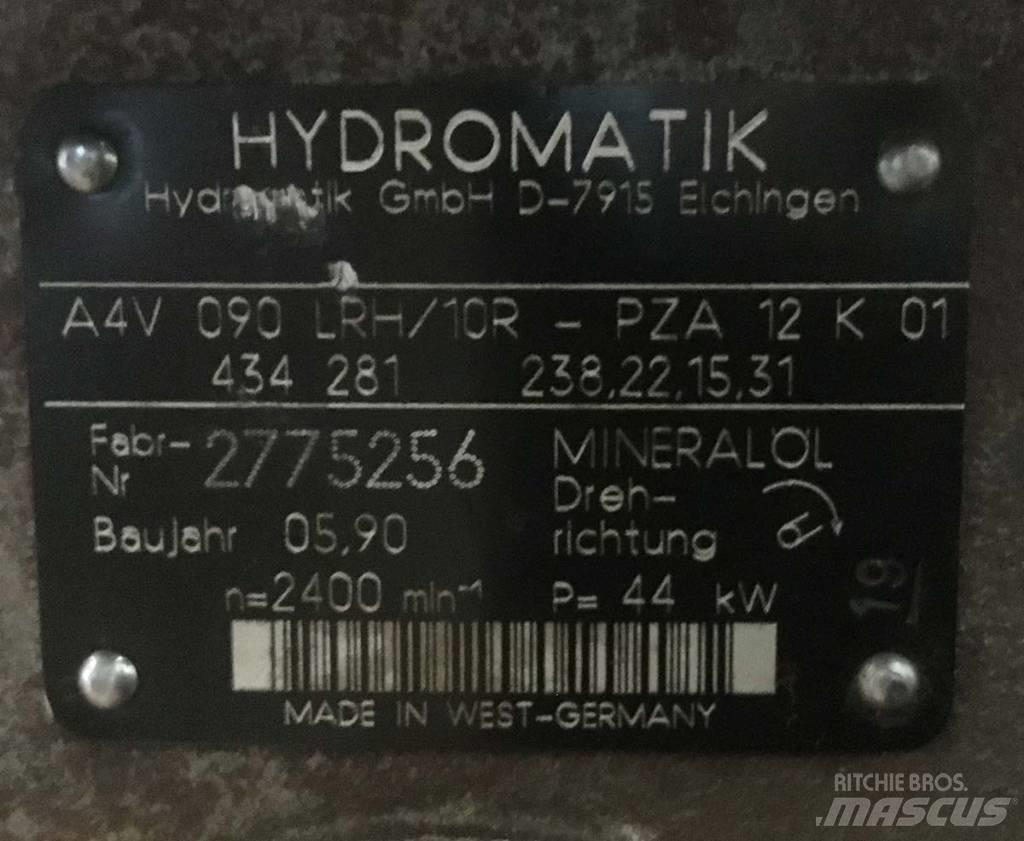 HYDROMATIK
GmbH D-7915 Elchingen
A4V 090 LRH/10R - PZA 12 K 01
434 281 238.22.15.31
Fabr-Nr 2775256
MINERALÖL
Baujahr 05.90
Dreh-
richtung
n=2400 min⁻¹ P= 44 kW
19
MADE IN WEST-GERMANY
RITCHIE BROS.
MASCUS